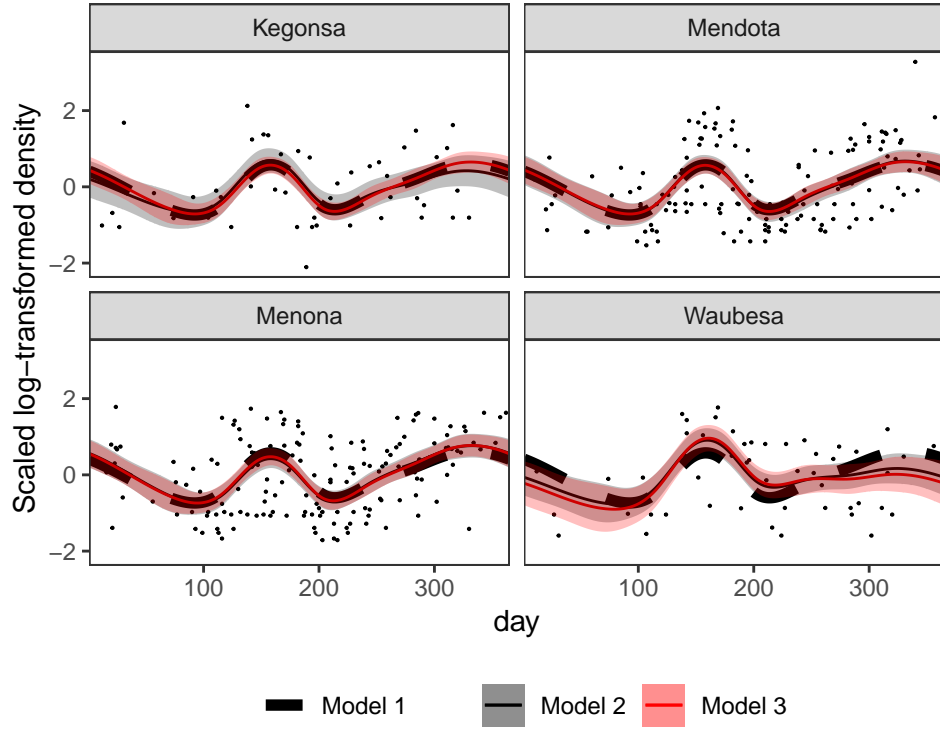 Kegonsa
Mendota
Scaled log−transformed density
2
0
−2
Menona
Waubesa
2
0
−2
100
200
300
100
200
300
day
Model 1
Model 2
Model 3